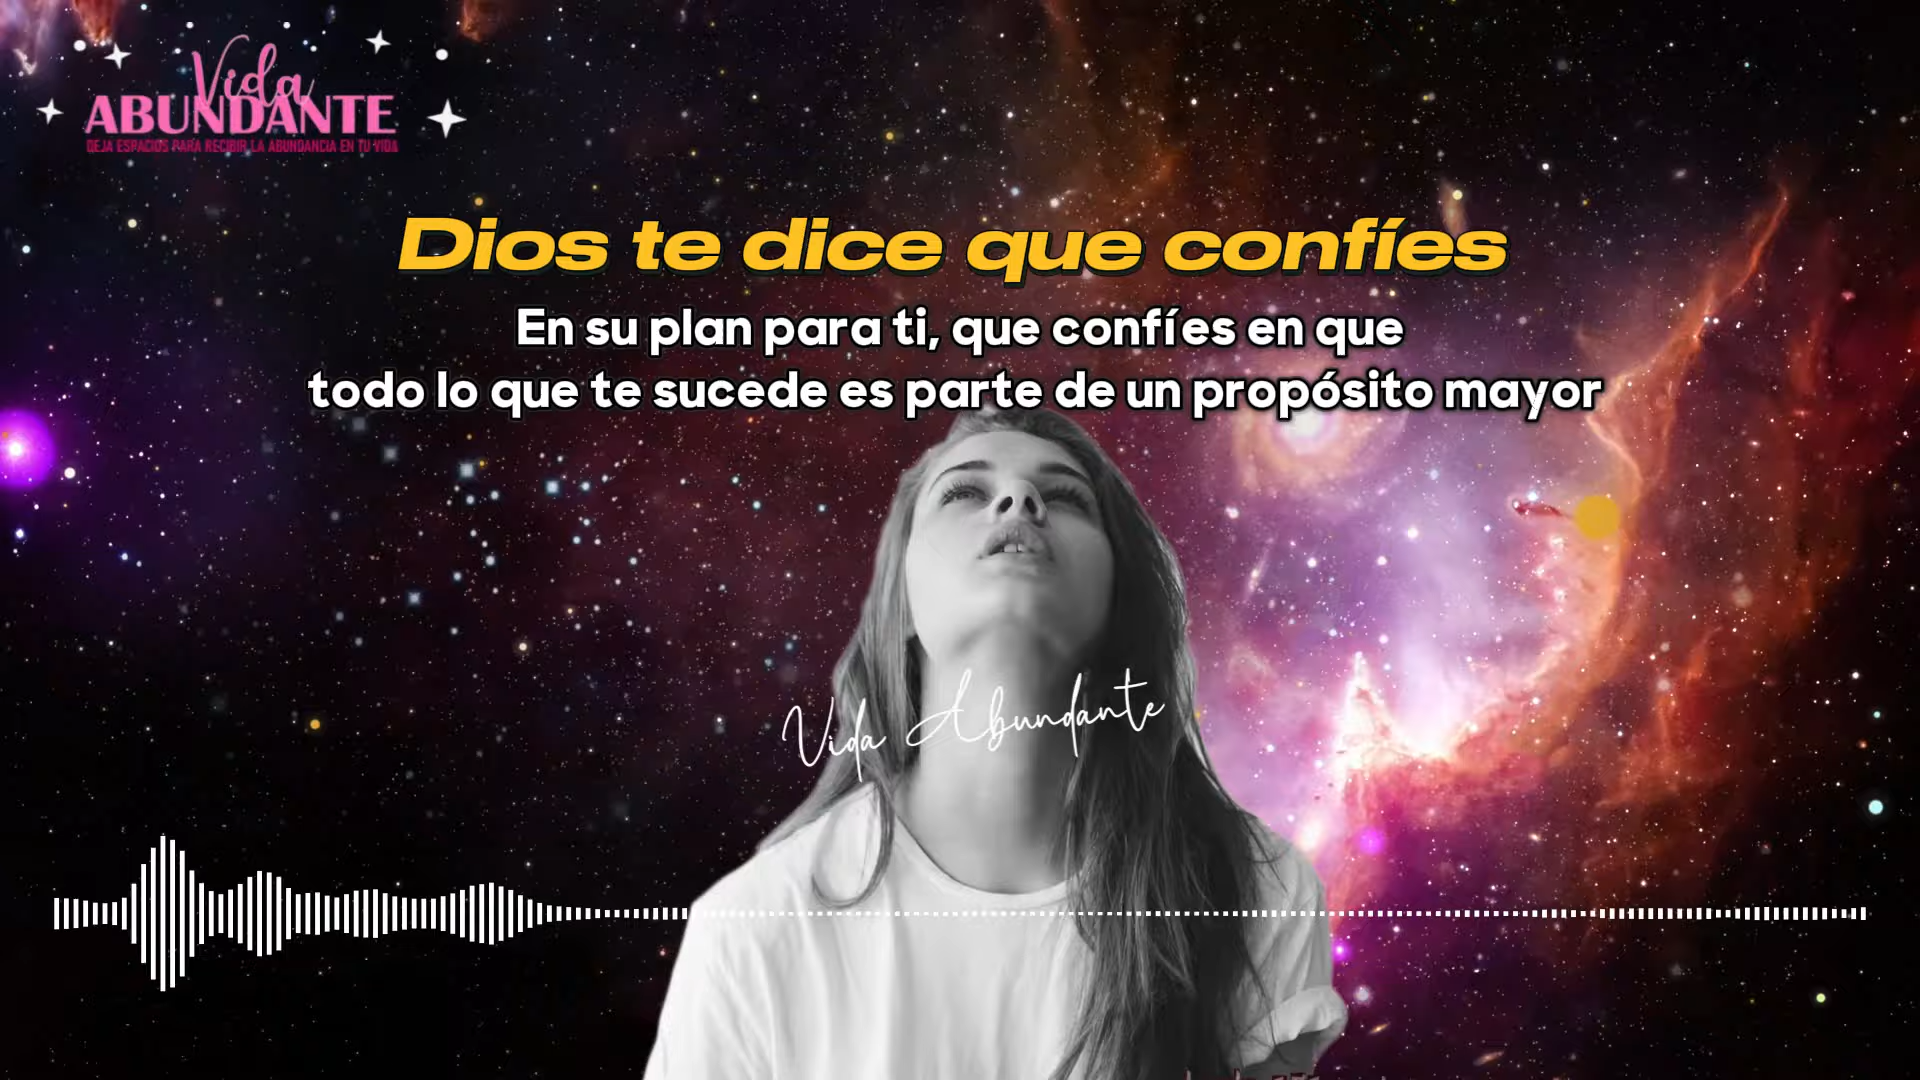 Vida
ABUNDANTE
DEJA ESPACIOS PARA RECIBIR LA ABUNDANCIA EN TU VIDA
Dios te dice que confíes
En su plan para ti, que confíes en que
todo lo que te sucede es parte de un propósito mayor
Vida Abundante